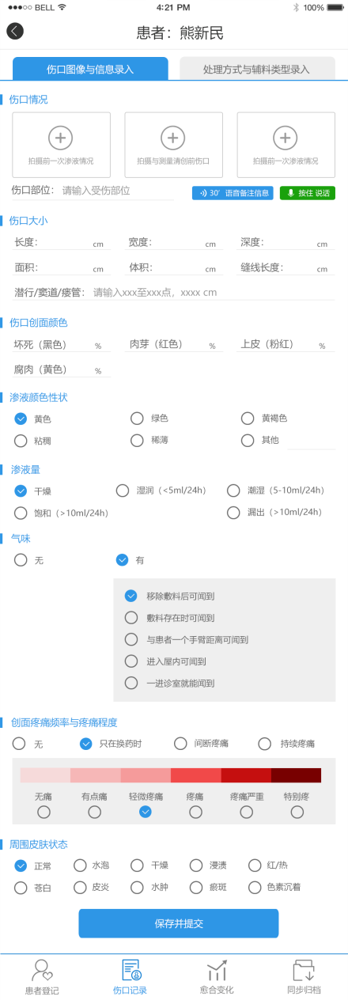 BELL 4:21 PM 100%
患者：熊新民
伤口图像与信息录入 处理方式与辅料类型录入
伤口情况
拍摄前一次渗液情况 拍摄与测量清创前伤口 拍摄前一次渗液情况
伤口部位： 请输入受伤部位 30' 语音备注信息 按住 说话
伤口大小
长度： cm 宽度： cm 深度： cm
面积： cm 体积： cm 缝线长度： cm
潜行/窦道/瘘管： 请输入xxx至xxx点，xxxx cm
伤口创面颜色
坏死（黑色） % 肉芽（红色） % 上皮（粉红） %
腐肉（黄色） %
渗液颜色性状
黄色 绿色 黄褐色
粘稠 稀薄 其他
渗液量
干燥 湿润（<5ml/24h） 潮湿（5-10ml/24h）
饱和（>10ml/24h） 漏出（>10ml/24h）
气味
无 有
移除敷料后可闻到
敷料存在时可闻到
与患者一个手臂距离可闻到
进入屋内可闻到
一进诊室就能闻到
创面疼痛频率与疼痛程度
无 只在换药时 间断疼痛 持续疼痛
无痛 有点痛 轻微疼痛 疼痛 疼痛严重 特别疼
周围皮肤状态
正常 水泡 干燥 浸渍 红/热
苍白 皮炎 水肿 瘀斑 色素沉着
保存并提交
患者登记 伤口记录 愈合变化 同步归档